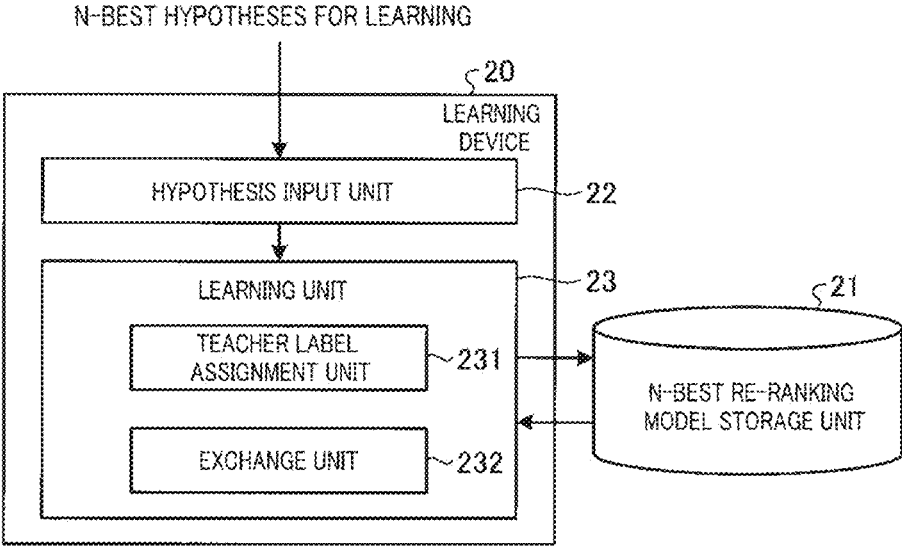 N-BEST HYPOTHESES FOR LEARNING
20
LEARNING
DEVICE
HYPOTHESIS INPUT UNIT
22
LEARNING UNIT
23
TEACHER LABEL
ASSIGNMENT UNIT
231
EXCHANGE UNIT
232
21
N-BEST RE-RANKING
MODEL STORAGE UNIT